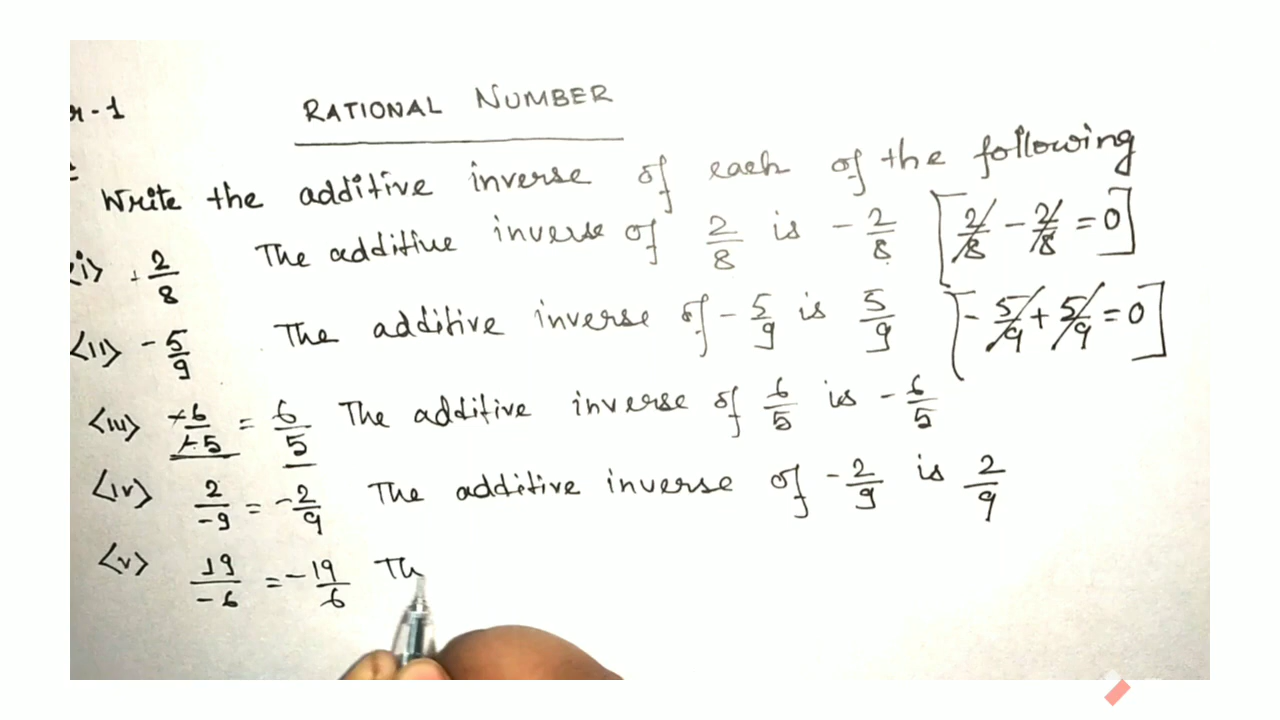 r-1
RATIONAL NUMBER
Write the additive inverse of each of the following
(i) 2/8 The additive inverse of 2/8 is -2/8 [2/8 - 2/8 = 0]
(ii) -5/9 The additive inverse of -5/9 is 5/9 [-5/9 + 5/9 = 0]
(iii) -6/-5 = 6/5 The additive inverse of 6/5 is -6/5
(iv) 2/-9 = -2/9 The additive inverse of -2/9 is 2/9
(v) 19/-6 = -19/6 Th